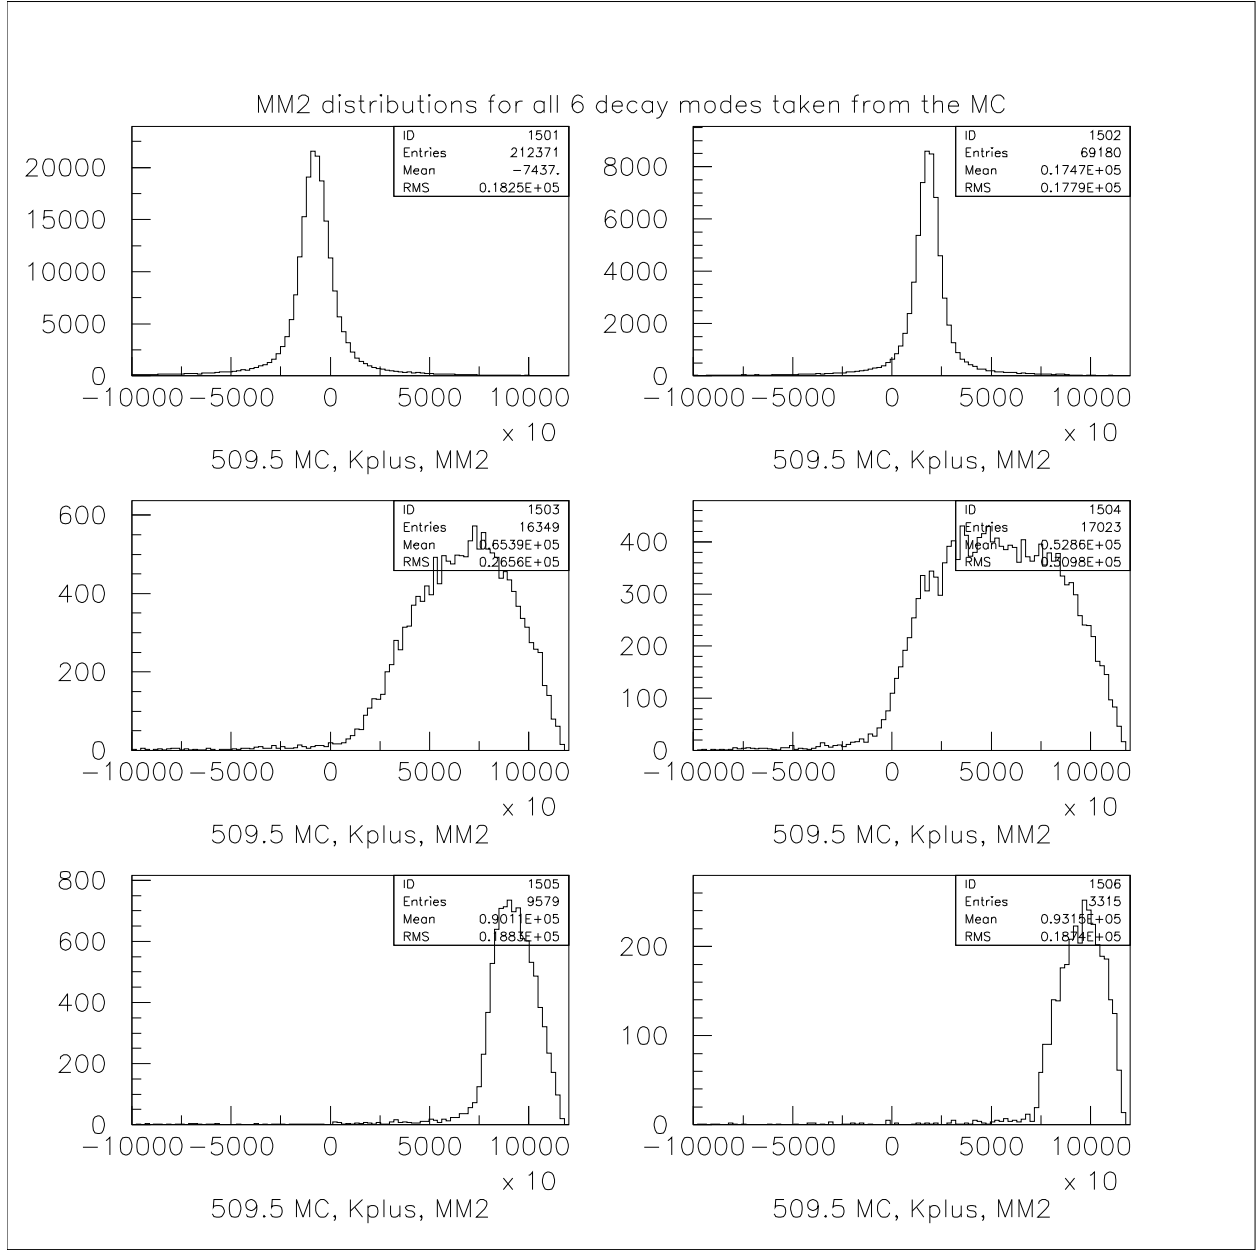 MM2 distributions for all 6 decay modes taken from the MC
ID 1501
Entries 212371
Mean -7437.
RMS 0.1825E+05
20000
15000
10000
5000
0
-10000 -5000 0 5000 10000
x 10
509.5 MC, Kplus, MM2
ID 1502
Entries 69180
Mean 0.1747E+05
RMS 0.1779E+05
8000
6000
4000
2000
0
-10000 -5000 0 5000 10000
x 10
509.5 MC, Kplus, MM2
ID 1503
Entries 16349
Mean 0.6539E+05
RMS 0.2656E+05
600
400
200
0
-10000 -5000 0 5000 10000
x 10
509.5 MC, Kplus, MM2
ID 1504
Entries 17023
Mean 0.5286E+05
RMS 0.3098E+05
400
300
200
100
0
-10000 -5000 0 5000 10000
x 10
509.5 MC, Kplus, MM2
ID 1505
Entries 9579
Mean 0.9011E+05
RMS 0.1883E+05
800
600
400
200
0
-10000 -5000 0 5000 10000
x 10
509.5 MC, Kplus, MM2
ID 1506
Entries 3315
Mean 0.9315E+05
RMS 0.1874E+05
200
100
0
-10000 -5000 0 5000 10000
x 10
509.5 MC, Kplus, MM2